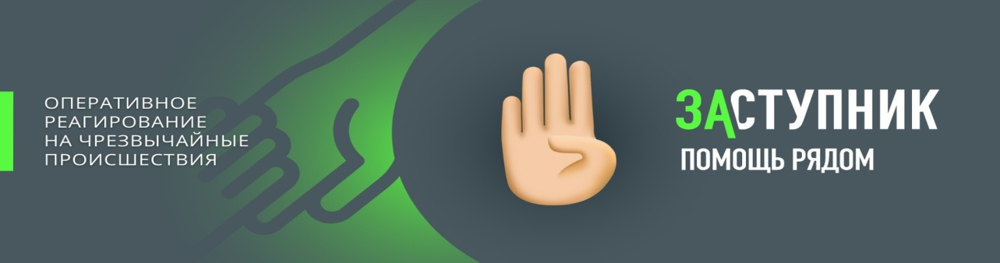 ОПЕРАТИВНОЕ
РЕАГИРОВАНИЕ
НА ЧРЕЗВЫЧАЙНЫЕ
ПРОИСШЕСТВИЯ
ЗАСТУПНИК
ПОМОЩЬ РЯДОМ